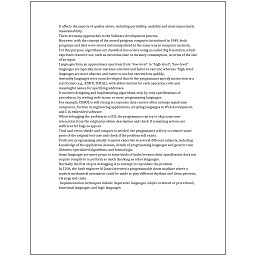 It affects the aspects of quality above, including portability, usability and most importantly
maintainability.
There are many approaches to the Software development process.
However, with the concept of the stored-program computer introduced in 1949, both
programs and data were stored and manipulated in the same way in computer memory.
For this purpose, algorithms are classified into orders using so-called Big O notation, which
expresses resource use, such as execution time or memory consumption, in terms of the size
of an input.
Languages form an approximate spectrum from "low-level" to "high-level"; "low-level"
languages are typically more machine-oriented and faster to execute, whereas "high-level"
languages are more abstract and easier to use but execute less quickly.
Assembly languages were soon developed that let the programmer specify instruction in a
text format (e.g., ADD X, TOTAL), with abbreviations for each operation code and
meaningful names for specifying addresses.
It involves designing and implementing algorithms, step-by-step specifications of
procedures, by writing code in one or more programming languages.
For example, COBOL is still strong in corporate data centers often on large mainframe
computers, Fortran in engineering applications, scripting languages in Web development,
and C in embedded software.
When debugging the problem in a GUI, the programmer can try to skip some user
interaction from the original problem description and check if remaining actions are
sufficient for bugs to appear.
Trial-and-error/divide-and-conquer is needed: the programmer will try to remove some
parts of the original test case and check if the problem still exists.
Proficient programming usually requires expertise in several different subjects, including
knowledge of the application domain, details of programming languages and generic code
libraries, specialized algorithms, and formal logic.
Some languages are more prone to some kinds of faults because their specification does not
require compilers to perform as much checking as other languages.
Normally the first step in debugging is to attempt to reproduce the problem.
In 1206, the Arab engineer Al-Jazari invented a programmable drum machine where a
musical mechanical automaton could be made to play different rhythms and drum patterns,
via pegs and cams.
Implementation techniques include imperative languages (object-oriented or procedural),
functional languages, and logic languages.